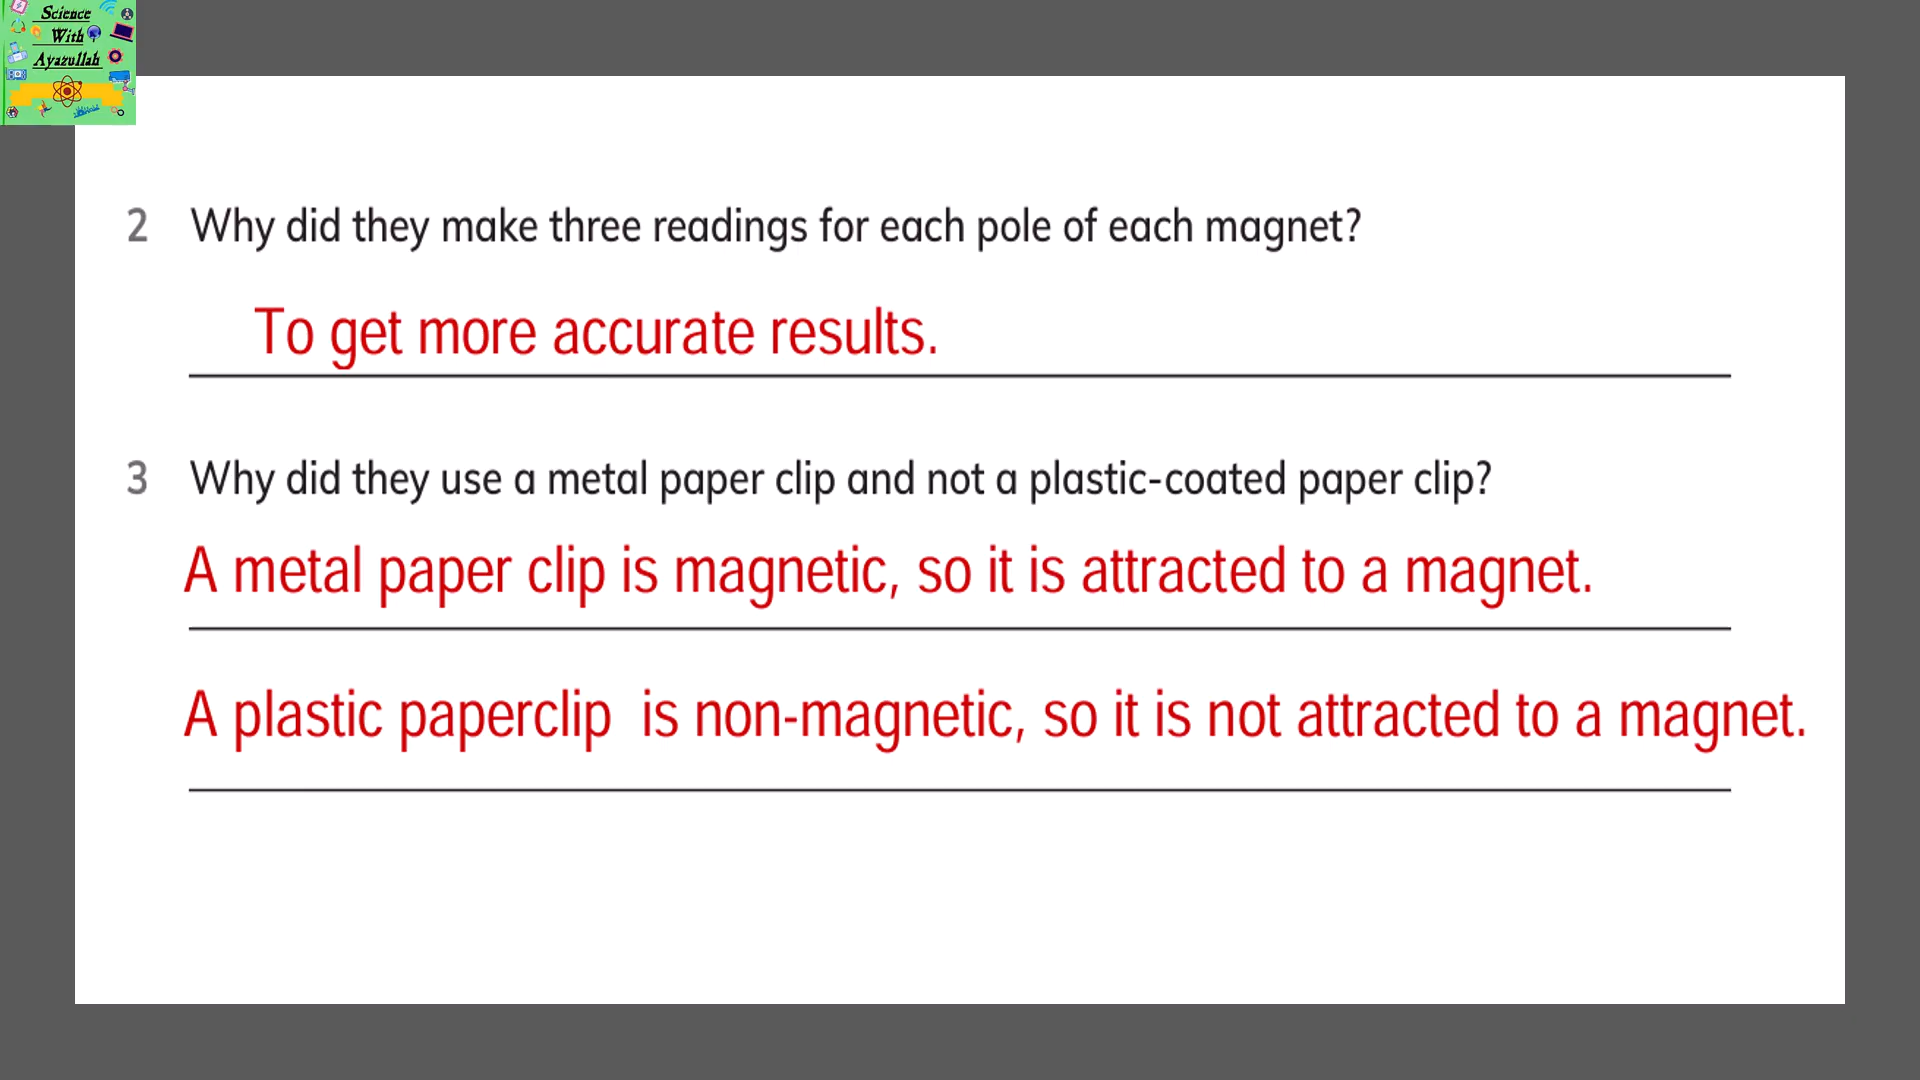 Science
With
Ayazullah
2 Why did they make three readings for each pole of each magnet?
To get more accurate results.
3 Why did they use a metal paper clip and not a plastic-coated paper clip?
A metal paper clip is magnetic, so it is attracted to a magnet.
A plastic paperclip  is non-magnetic, so it is not attracted to a magnet.